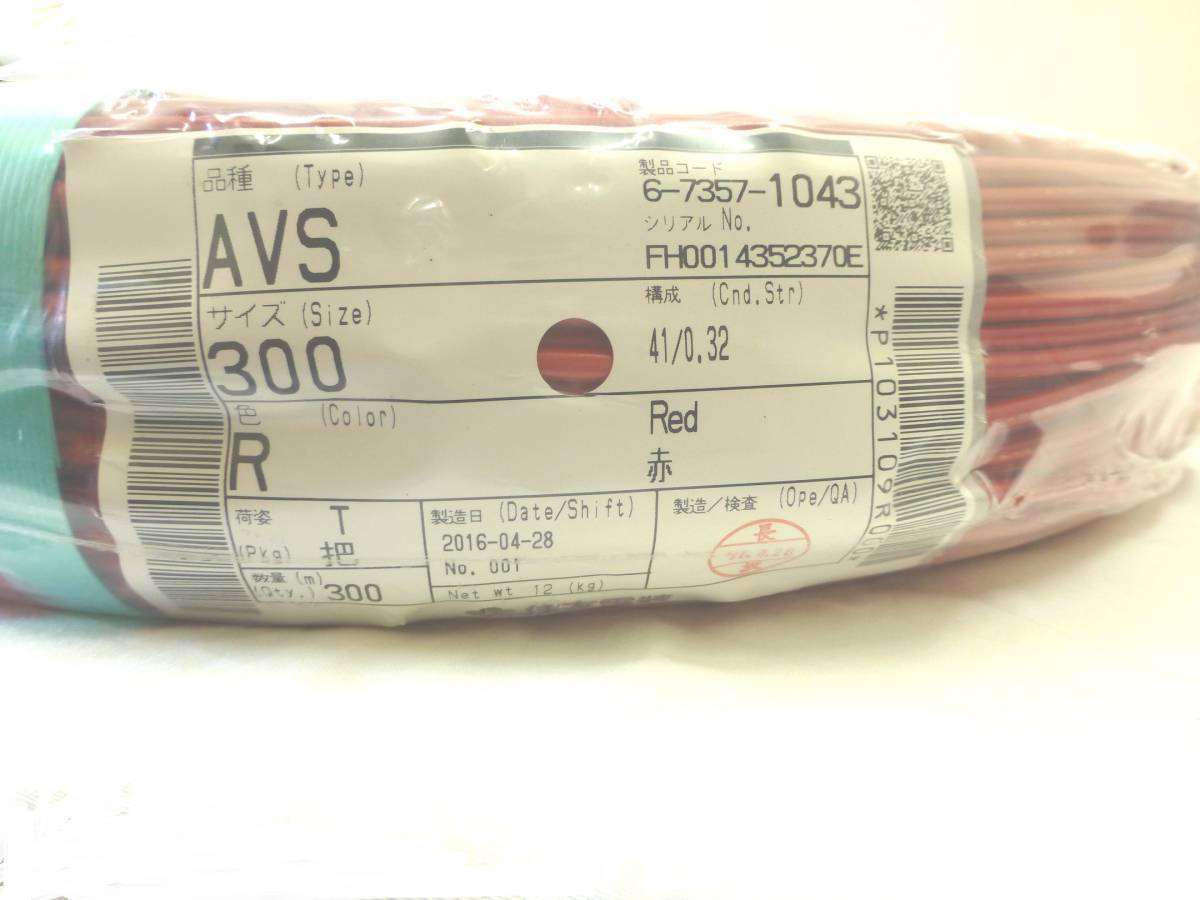 品種 (Type)
AVS
製品コード
6-7357-1043
シリアル No.
FH0014352370E
サイズ (Size)
300
構成 (Cnd.Str)
41/0.32
色 (Color)
R
Red
赤
荷姿 (Pkg)
T
把
製造日 (Date/Shift)
2016-04-28
No. 001
製造/検査 (Ope/QA)
長
数量 (m)
(Qty.) 300
Net wt 12 (kg)
*P103109R0